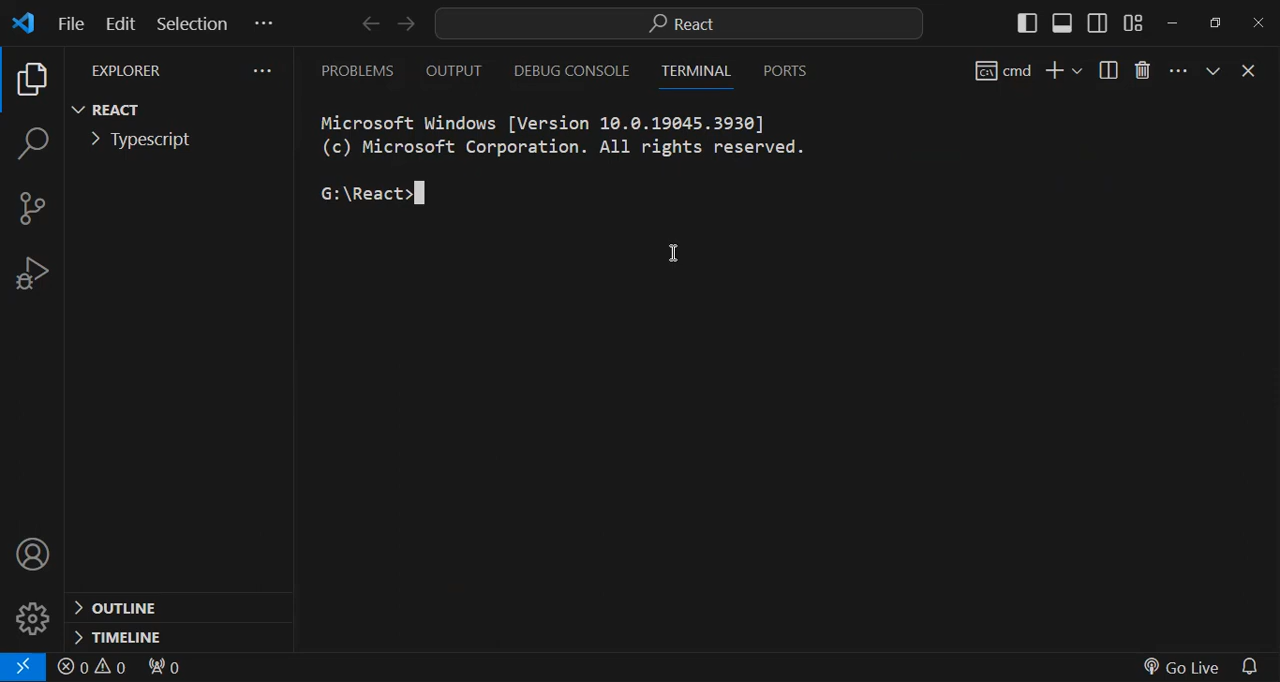 File Edit Selection ···
React
EXPLORER ···
REACT
Typescript
PROBLEMS OUTPUT DEBUG CONSOLE TERMINAL PORTS
cmd
Microsoft Windows [Version 10.0.19045.3930]
(c) Microsoft Corporation. All rights reserved.
G:\React>
OUTLINE
TIMELINE
0 0 0
Go Live